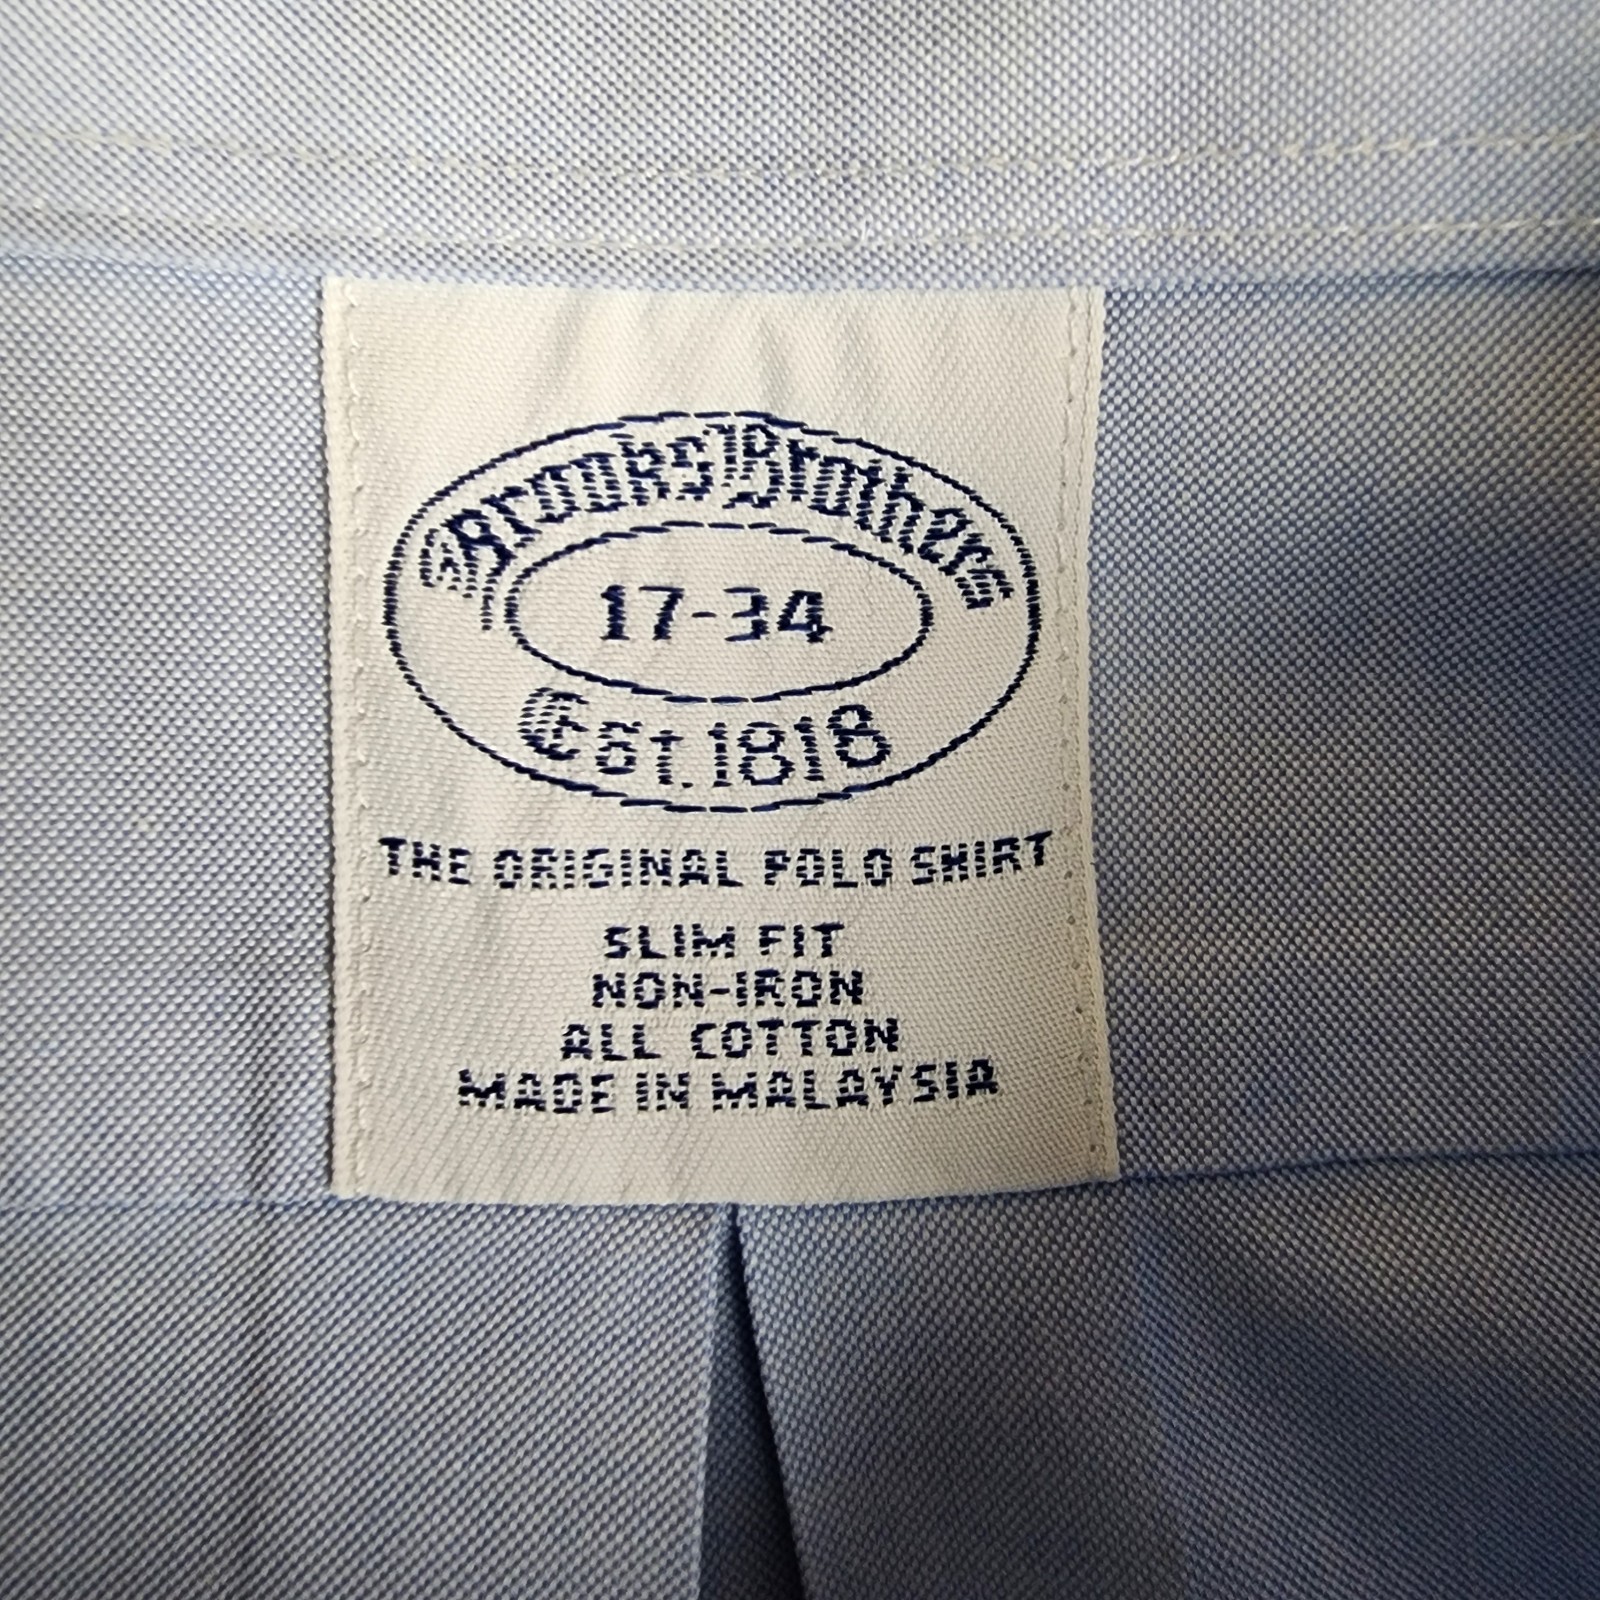 Brooks Brothers
17-34
Est. 1818
THE ORIGINAL POLO SHIRT
SLIM FIT
NON-IRON
ALL COTTON
MADE IN MALAYSIA